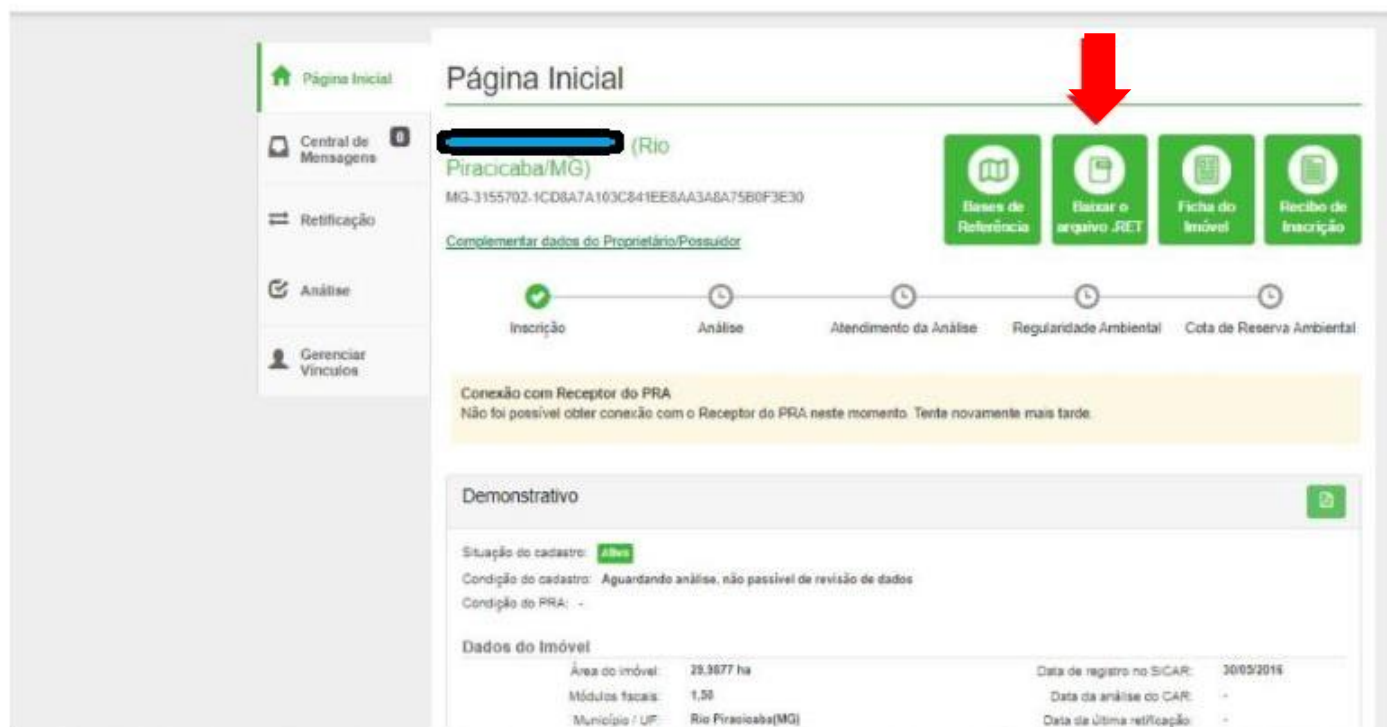 Página Inicial
Central de
Mensagens
0
Retificação
Análise
Gerenciar
Vínculos
Página Inicial
(Rio
Piracicaba/MG)
MG-3155702-1CD8A7A103C841EE8AA3A8A75B0F3E30
Complementar dados do Proprietário/Possuidor
Bases de
Referência
Baixar o
arquivo .RET
Ficha do
Imóvel
Recibo de
Inscrição
Inscrição
Análise
Atendimento da Análise
Regularidade Ambiental
Cota de Reserva Ambiental
Conexão com Receptor do PRA
Não foi possível obter conexão com o Receptor do PRA neste momento. Tente novamente mais tarde.
Demonstrativo
Situação do cadastro: Ativo
Condição do cadastro: Aguardando análise, não passível de revisão de dados
Condição do PRA: -
Dados do Imóvel
Área do imóvel: 29,9877 ha
Data de registro no SICAR: 30/05/2016
Módulos fiscais: 1,50
Data da análise do CAR: -
Município / UF: Rio Piracicaba(MG)
Data da última retificação: -